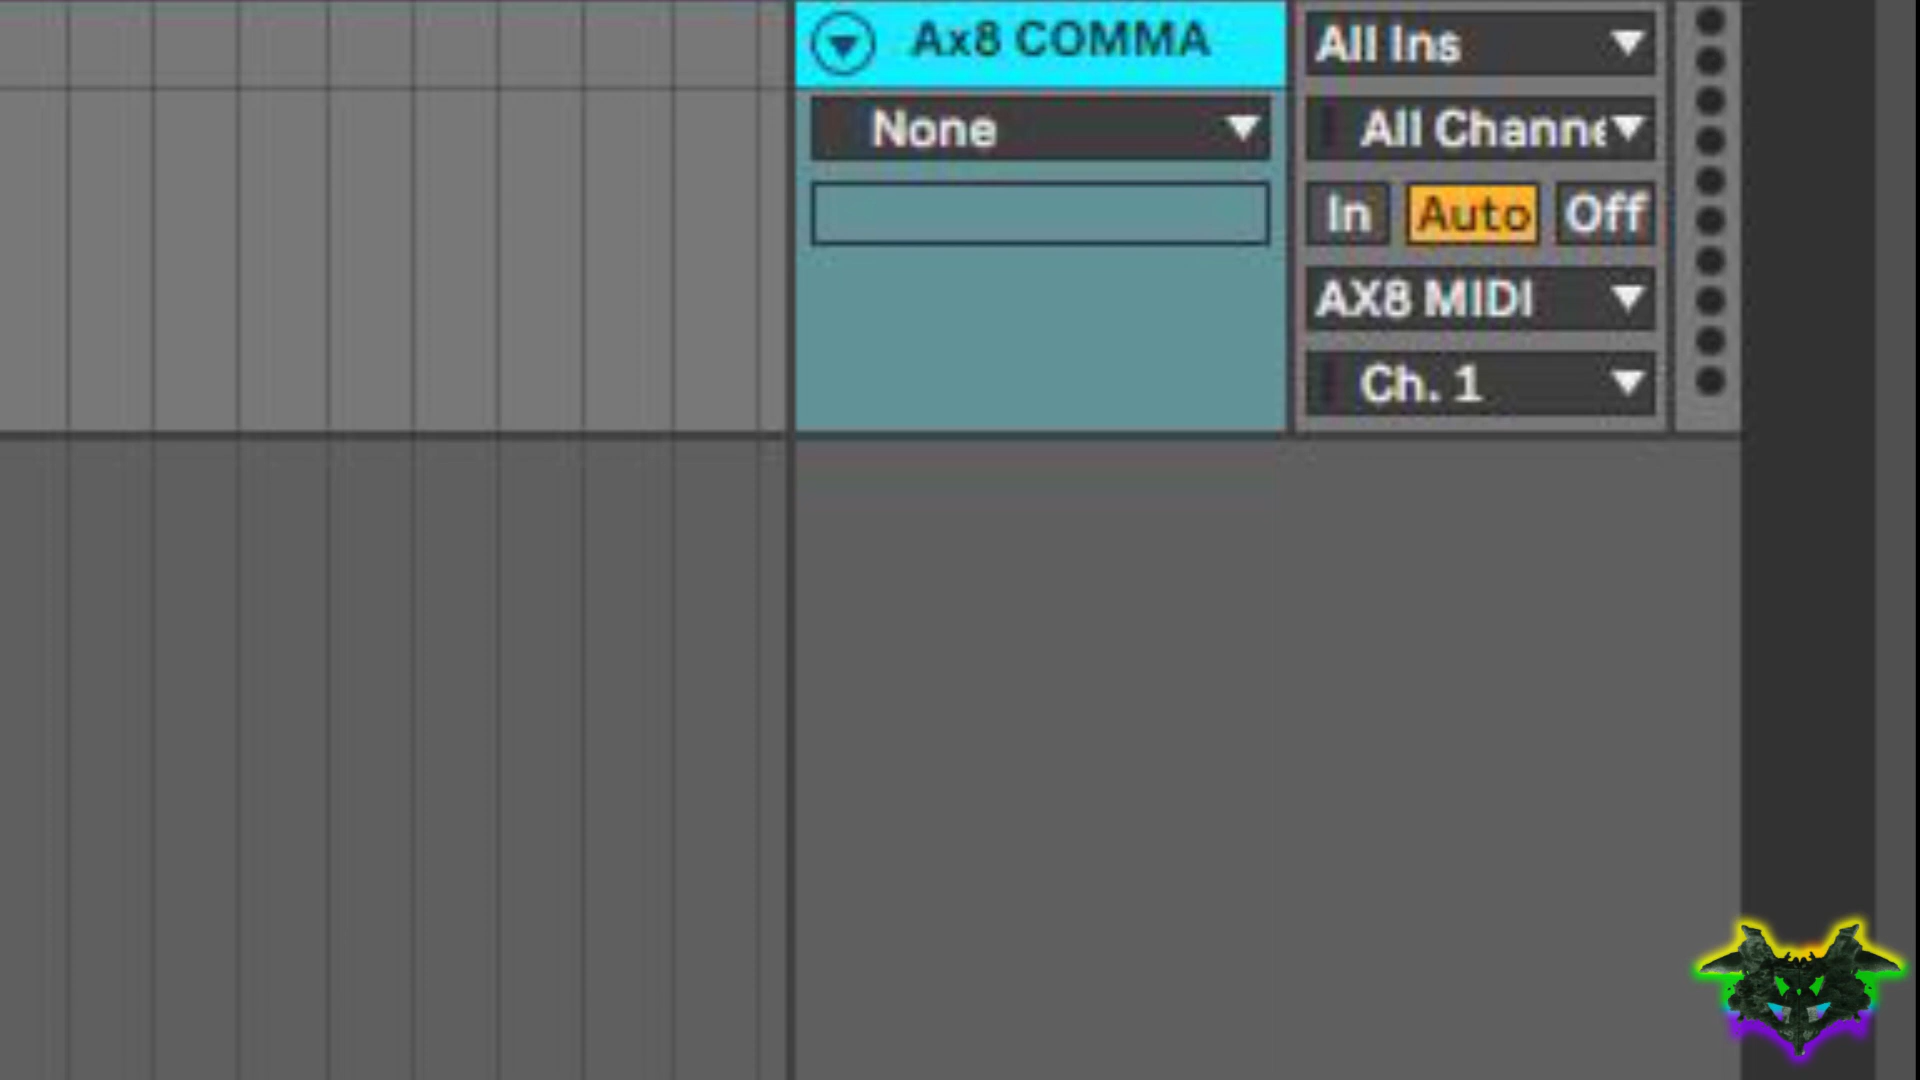 Ax8 COMMA
None
All Ins
All Channe
In Auto Off
AX8 MIDI
Ch. 1